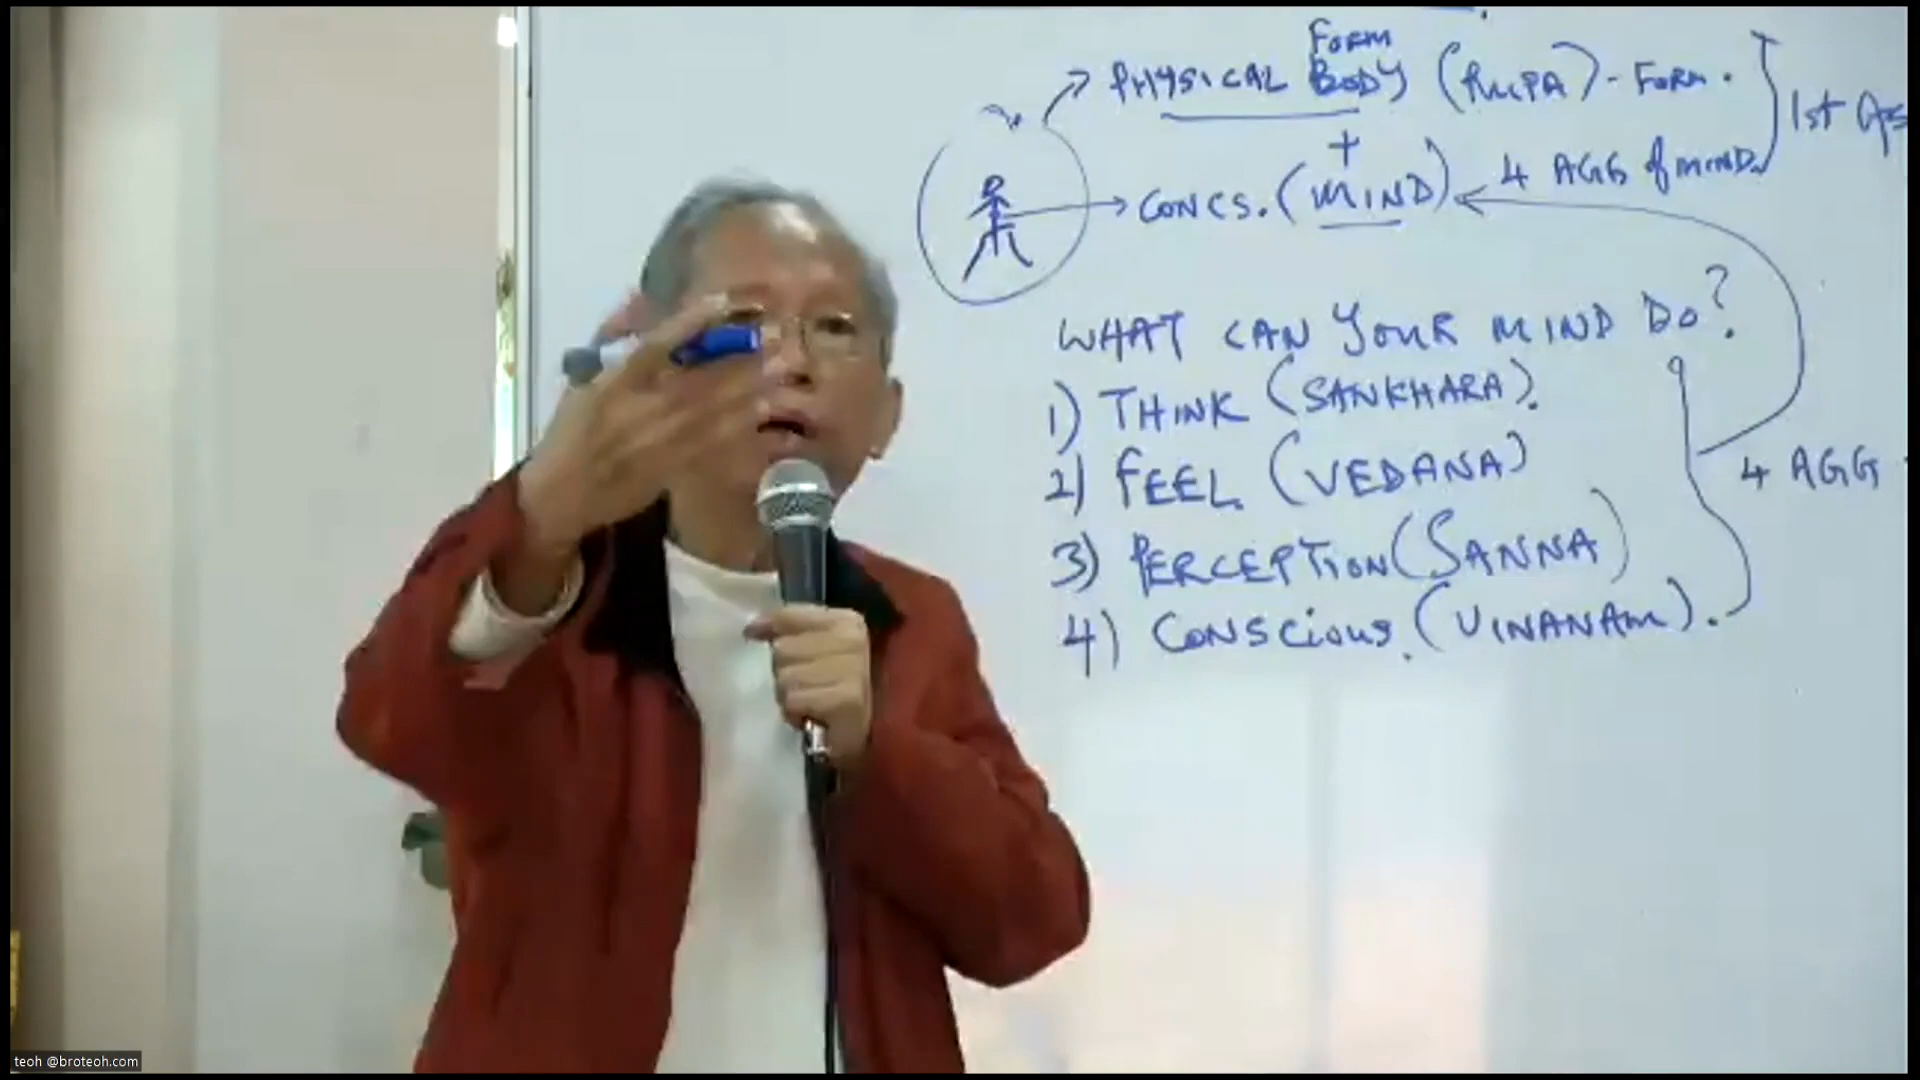 FORM
PHYSICAL BODY (RUPA) - FORM.
+
1st
4 AGG of MIND.
CONCS. (MIND)
WHAT CAN YOUR MIND DO?
1) THINK (SANKHARA).
2) FEEL. (VEDANA)
4 AGG
3) PERCEPTION (SANNA)
4) CONSCIOUS. (VINANAM).
teoh @broteoh.com